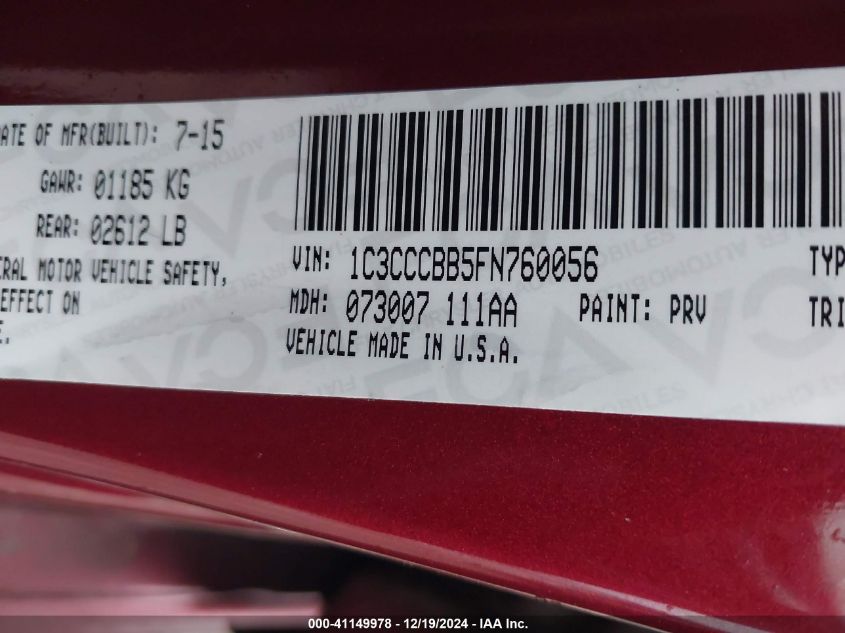 DATE OF MFR(BUILT): 7-15
GAWR: 01185 KG
REAR: 02612 LB
ERAL MOTOR VEHICLE SAFETY,
EFFECT ON
E.
VIN: 1C3CCCBB5FN760056
MDH: 073007 111AA
PAINT: PRV
VEHICLE MADE IN U.S.A.
TYP
TRI
000-41149978 - 12/19/2024 - IAA Inc.